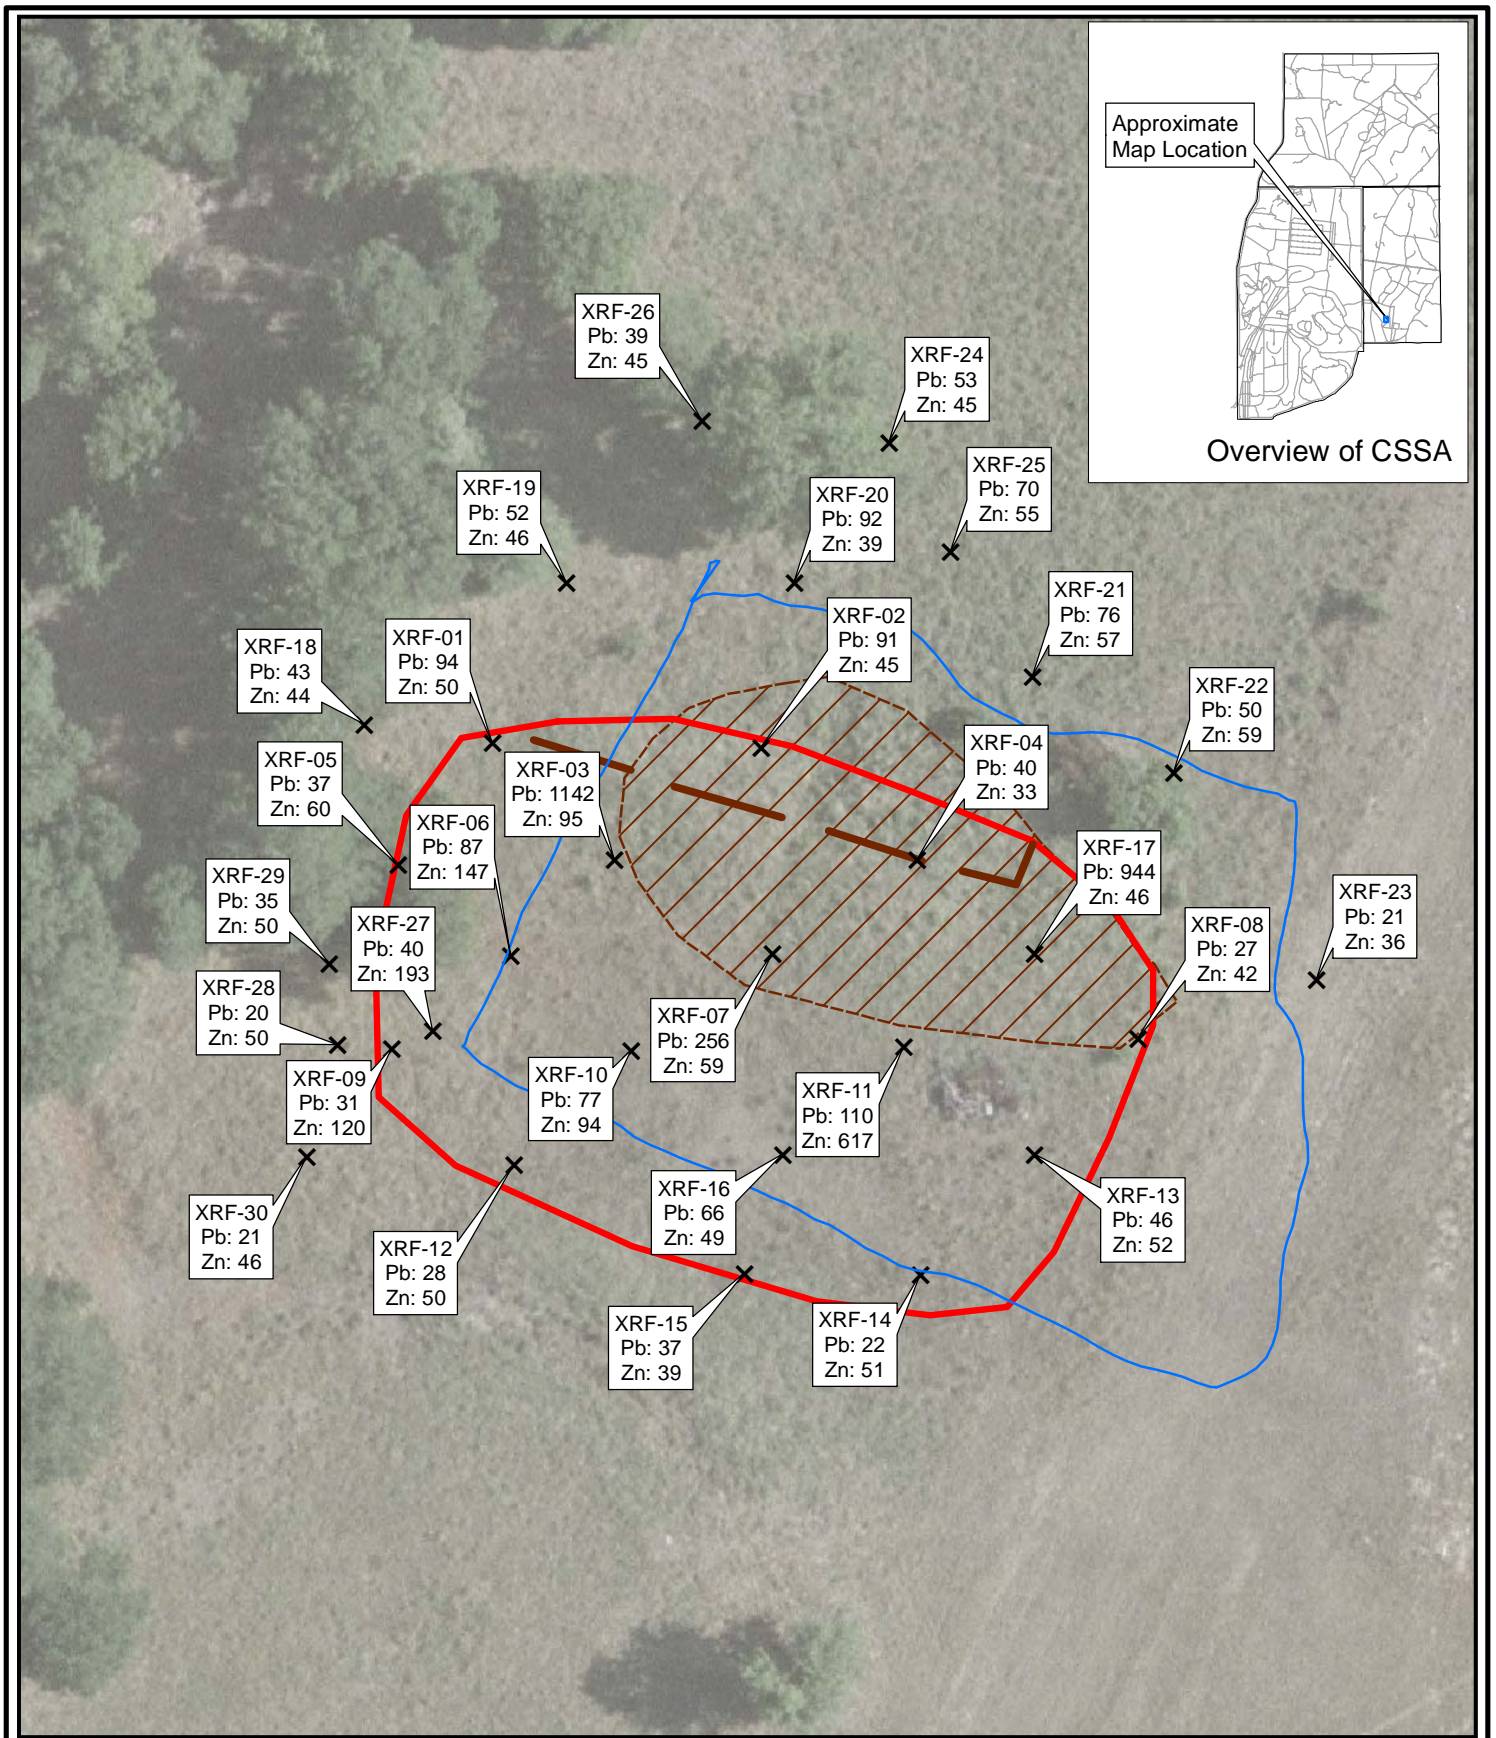 Approximate
Map Location
Overview of CSSA
XRF-26
Pb: 39
Zn: 45
XRF-24
Pb: 53
Zn: 45
XRF-25
Pb: 70
Zn: 55
XRF-19
Pb: 52
Zn: 46
XRF-20
Pb: 92
Zn: 39
XRF-21
Pb: 76
Zn: 57
XRF-02
Pb: 91
Zn: 45
XRF-18
Pb: 43
Zn: 44
XRF-01
Pb: 94
Zn: 50
XRF-22
Pb: 50
Zn: 59
XRF-05
Pb: 37
Zn: 60
XRF-03
Pb: 1142
Zn: 95
XRF-04
Pb: 40
Zn: 33
XRF-06
Pb: 87
Zn: 147
XRF-17
Pb: 944
Zn: 46
XRF-29
Pb: 35
Zn: 50
XRF-23
Pb: 21
Zn: 36
XRF-27
Pb: 40
Zn: 193
XRF-08
Pb: 27
Zn: 42
XRF-28
Pb: 20
Zn: 50
XRF-07
Pb: 256
Zn: 59
XRF-09
Pb: 31
Zn: 120
XRF-10
Pb: 77
Zn: 94
XRF-11
Pb: 110
Zn: 617
XRF-16
Pb: 66
Zn: 49
XRF-13
Pb: 46
Zn: 52
XRF-30
Pb: 21
Zn: 46
XRF-12
Pb: 28
Zn: 50
XRF-15
Pb: 37
Zn: 39
XRF-14
Pb: 22
Zn: 51